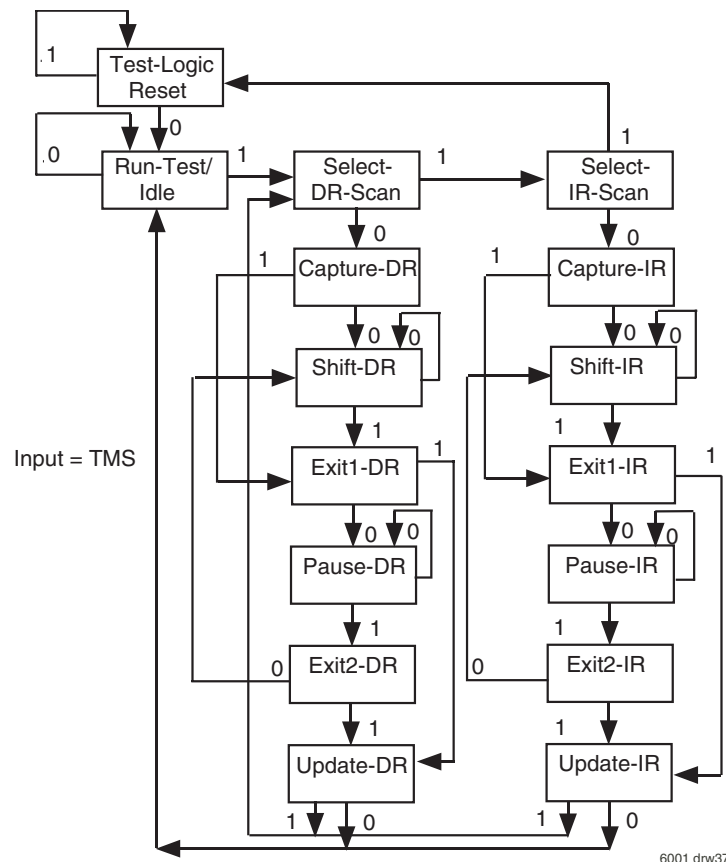 .1
Test-Logic
Reset
0
.0
Run-Test/
Idle
1
Select-
DR-Scan
1
1
Select-
IR-Scan
0
0
1
Capture-DR
1
Capture-IR
0
0
0
0
Shift-DR
Shift-IR
1
1
Input = TMS
Exit1-DR
1
Exit1-IR
1
0
0
0
0
Pause-DR
Pause-IR
1
1
0
Exit2-DR
0
Exit2-IR
1
1
Update-DR
Update-IR
1
0
1
0
6001 drw37